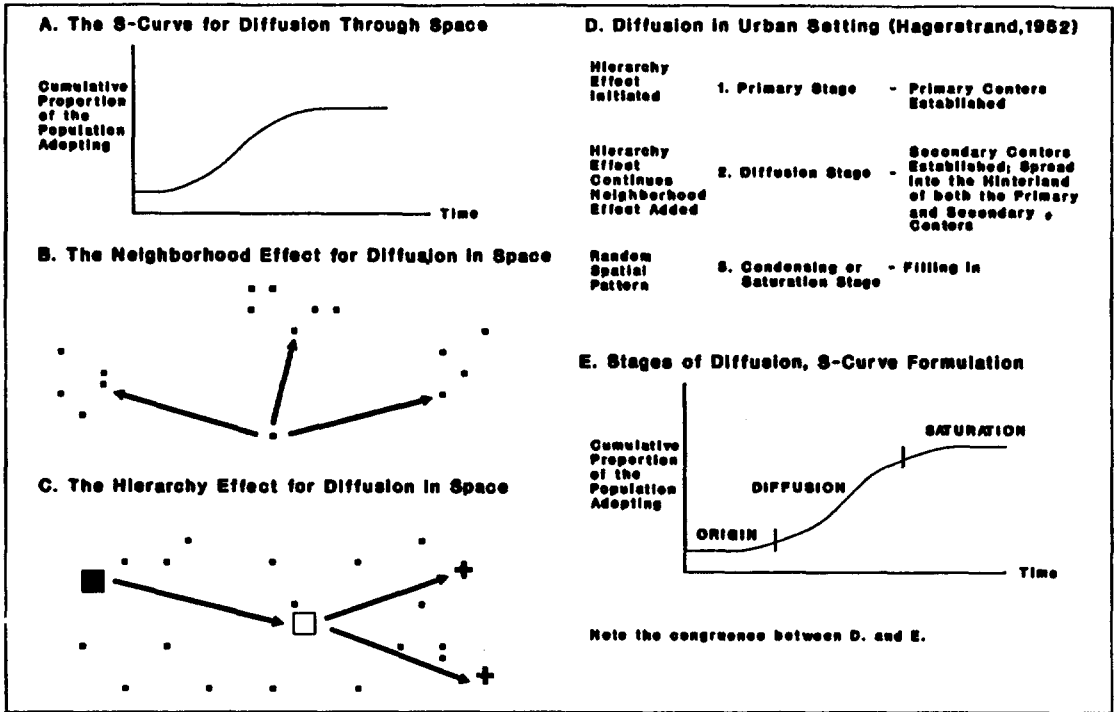 A. The S-Curve for Diffusion Through Space
Cumulative
Proportion
of the
Population
Adopting
Time
B. The Neighborhood Effect for Diffusion in Space
C. The Hierarchy Effect for Diffusion in Space
D. Diffusion in Urban Setting (Hagerstrand,1952)
Hierarchy
Effect
Initiated
1. Primary Stage - Primary Centers
Established
Hierarchy
Effect
Continues
Neighborhood
Effect Added
2. Diffusion Stage - Secondary Centers
Established; Spread
into the Hinterland
of both the Primary
and Secondary
Centers
Random
Spatial
Pattern
3. Condensing or
Saturation Stage
- Filling in
E. Stages of Diffusion, S-Curve Formulation
Cumulative
Proportion
of the
Population
Adopting
ORIGIN
DIFFUSION
SATURATION
Time
Note the congruence between D. and E.